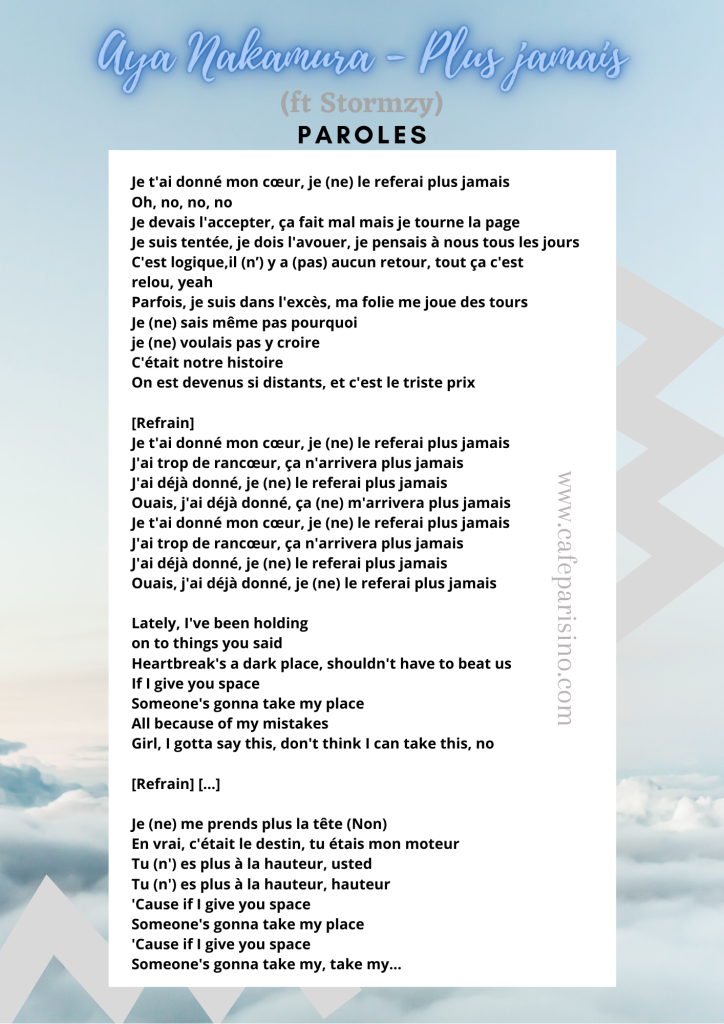 Aya Nakamura - Plus jamais
(ft Stormzy)
PAROLES
Je t'ai donné mon cœur, je (ne) le referai plus jamais
Oh, no, no, no
Je devais l'accepter, ça fait mal mais je tourne la page
Je suis tentée, je dois l'avouer, je pensais à nous tous les jours
C'est logique,il (n’) y a (pas) aucun retour, tout ça c'est
relou, yeah
Parfois, je suis dans l'excès, ma folie me joue des tours
Je (ne) sais même pas pourquoi
je (ne) voulais pas y croire
C'était notre histoire
On est devenus si distants, et c'est le triste prix
[Refrain]
Je t'ai donné mon cœur, je (ne) le referai plus jamais
J'ai trop de rancœur, ça n'arrivera plus jamais
J'ai déjà donné, je (ne) le referai plus jamais
Ouais, j'ai déjà donné, ça (ne) m'arrivera plus jamais
Je t'ai donné mon cœur, je (ne) le referai plus jamais
J'ai trop de rancœur, ça n'arrivera plus jamais
J'ai déjà donné, je (ne) le referai plus jamais
Ouais, j'ai déjà donné, je (ne) le referai plus jamais
Lately, I've been holding
on to things you said
Heartbreak's a dark place, shouldn't have to beat us
If I give you space
Someone's gonna take my place
All because of my mistakes
Girl, I gotta say this, don't think I can take this, no
[Refrain] [...]
Je (ne) me prends plus la tête (Non)
En vrai, c'était le destin, tu étais mon moteur
Tu (n') es plus à la hauteur, usted
Tu (n') es plus à la hauteur, hauteur
'Cause if I give you space
Someone's gonna take my place
'Cause if I give you space
Someone's gonna take my, take my...
www.cafeparisino.com